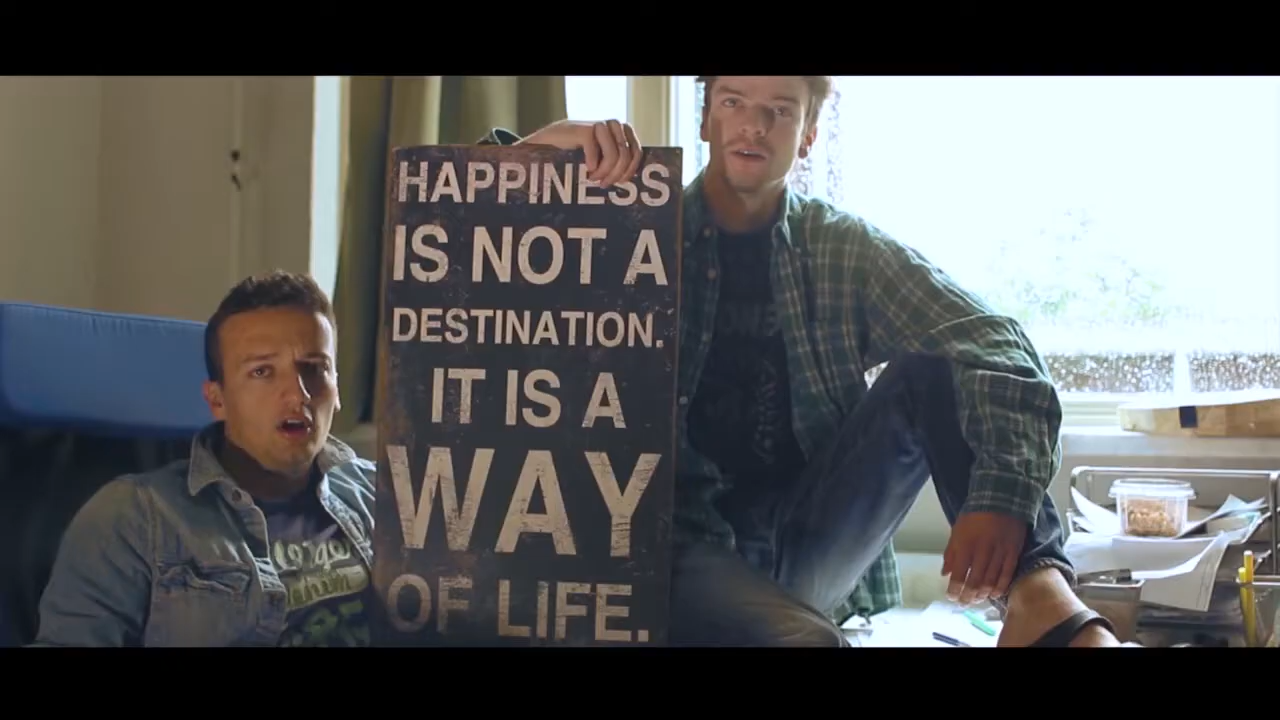 HAPPINESS
IS NOT A
DESTINATION.
IT IS A
WAY
OF LIFE.